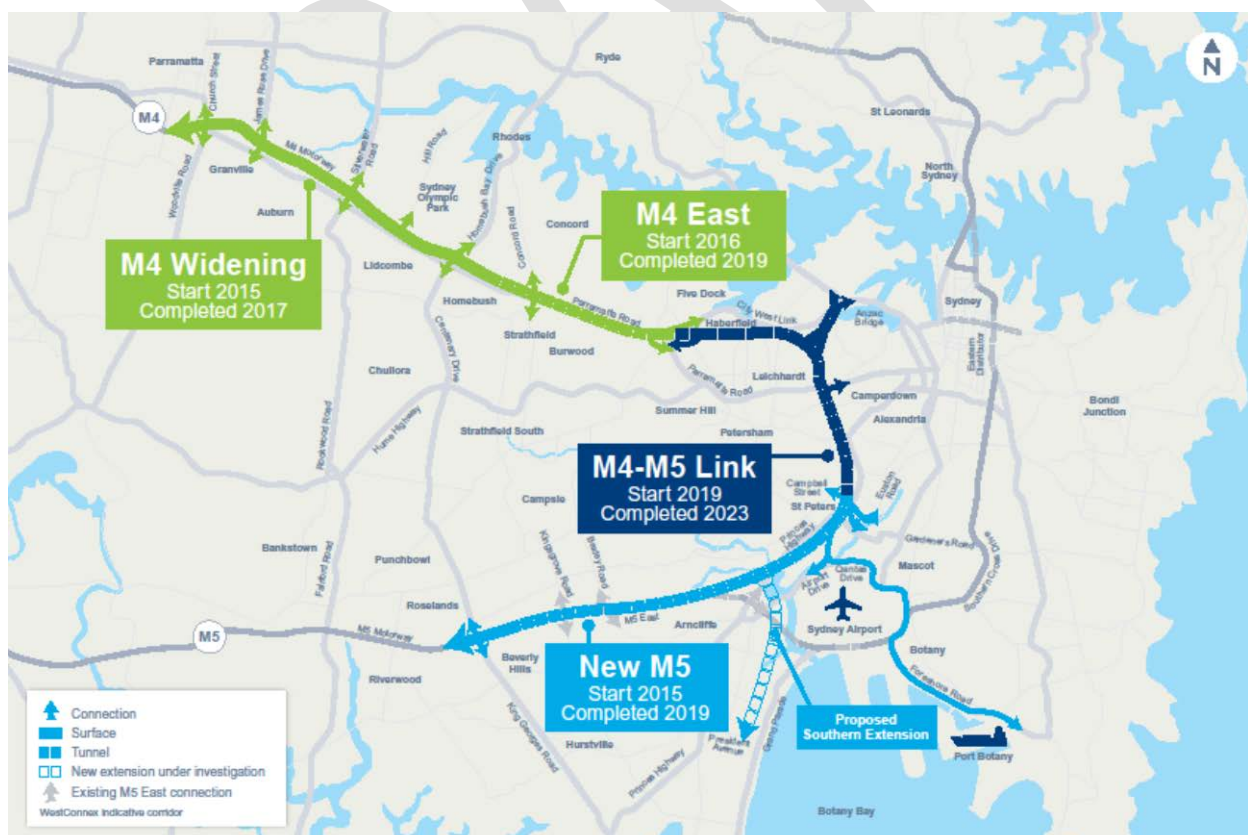 Parramatta
Church Street
James Ruse Drive
Ryde
N
M4
St Leonards
M4 Motorway
Silverwater
Road
Hill Road
Rhodes
Woodville Road
Granville
North
Sydney
Sydney
Olympic
Park
Homebush Bay Drive
Auburn
Concord Road
Concord
M4 East
Start 2016
Completed 2019
M4 Widening
Start 2015
Completed 2017
Lidcombe
Homebush
Parramatta Road
Five Dock
City West Link
Haberfield
Anzac
Bridge
Sydney
Eastern
Distributor
Strathfield
Burwood
Centenary Drive
Chullora
Parramatta Road
Leichhardt
Camperdown
Alexandria
Bondi
Junction
Summer Hill
Rookwood Road
Hume Highway
Strathfield South
Petersham
M4-M5 Link
Start 2019
Completed 2023
Campbell
Street
St Peters
Euston
Road
Campsie
Bankstown
Punchbowl
Kingsgrove Road
Bexley Road
Princes
Highway
Gardeners Road
Mascot
Southern Cross Drive
Fairford Road
Roselands
Airport
Drive
Qantas
Drive
M5 East
Arncliffe
Sydney Airport
M5
M5 Motorway
Botany
Beverly
Hills
Riverwood
New M5
Start 2015
Completed 2019
Foreshore Road
King Georges Road
Hurstville
President
Avenue
Grand Parade
Proposed
Southern Extension
Port Botany
Princes Highway
Botany Bay
Connection
Surface
Tunnel
New extension under investigation
Existing M5 East connection
WestConnex indicative corridor